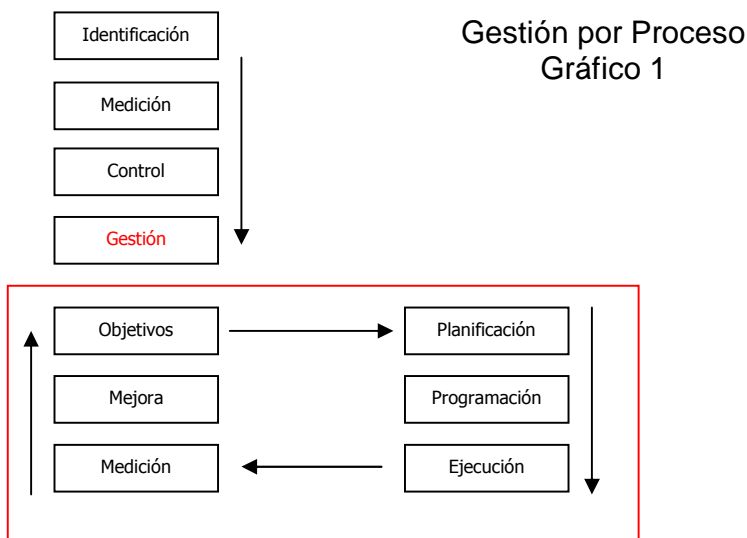 Gestión por Proceso
Gráfico 1
Identificación
Medición
Control
Gestión
Objetivos
Planificación
Mejora
Programación
Medición
Ejecución